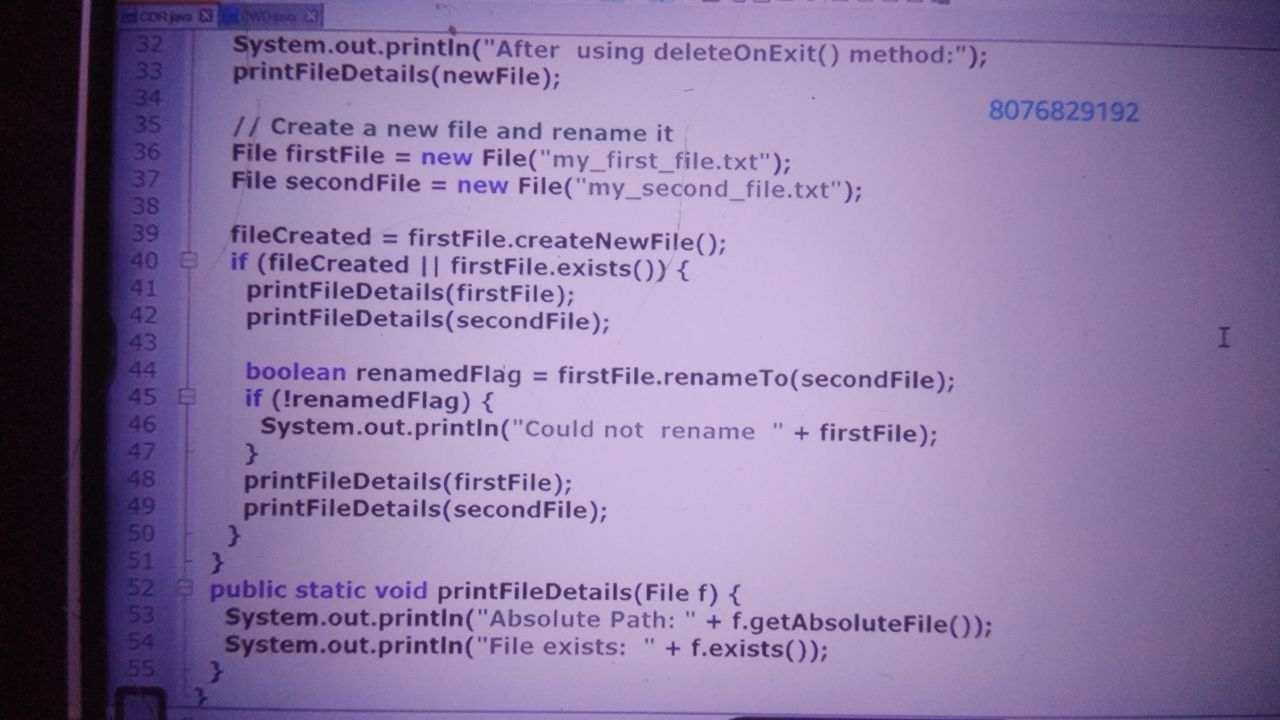 CDR.java CWD.java
32 System.out.println("After  using deleteOnExit() method:");
33 printFileDetails(newFile);
34
8076829192
35 // Create a new file and rename it
36 File firstFile = new File("my_first_file.txt");
37 File secondFile = new File("my_second_file.txt");
38
39 fileCreated = firstFile.createNewFile();
40 if (fileCreated || firstFile.exists()) {
41 printFileDetails(firstFile);
42 printFileDetails(secondFile);
43
44 boolean renamedFlag = firstFile.renameTo(secondFile);
45 if (!renamedFlag) {
46 System.out.println("Could not  rename  " + firstFile);
47 }
48 printFileDetails(firstFile);
49 printFileDetails(secondFile);
50 }
51 }
52 public static void printFileDetails(File f) {
53 System.out.println("Absolute Path: " + f.getAbsoluteFile());
54 System.out.println("File exists:  " + f.exists());
55 }
}